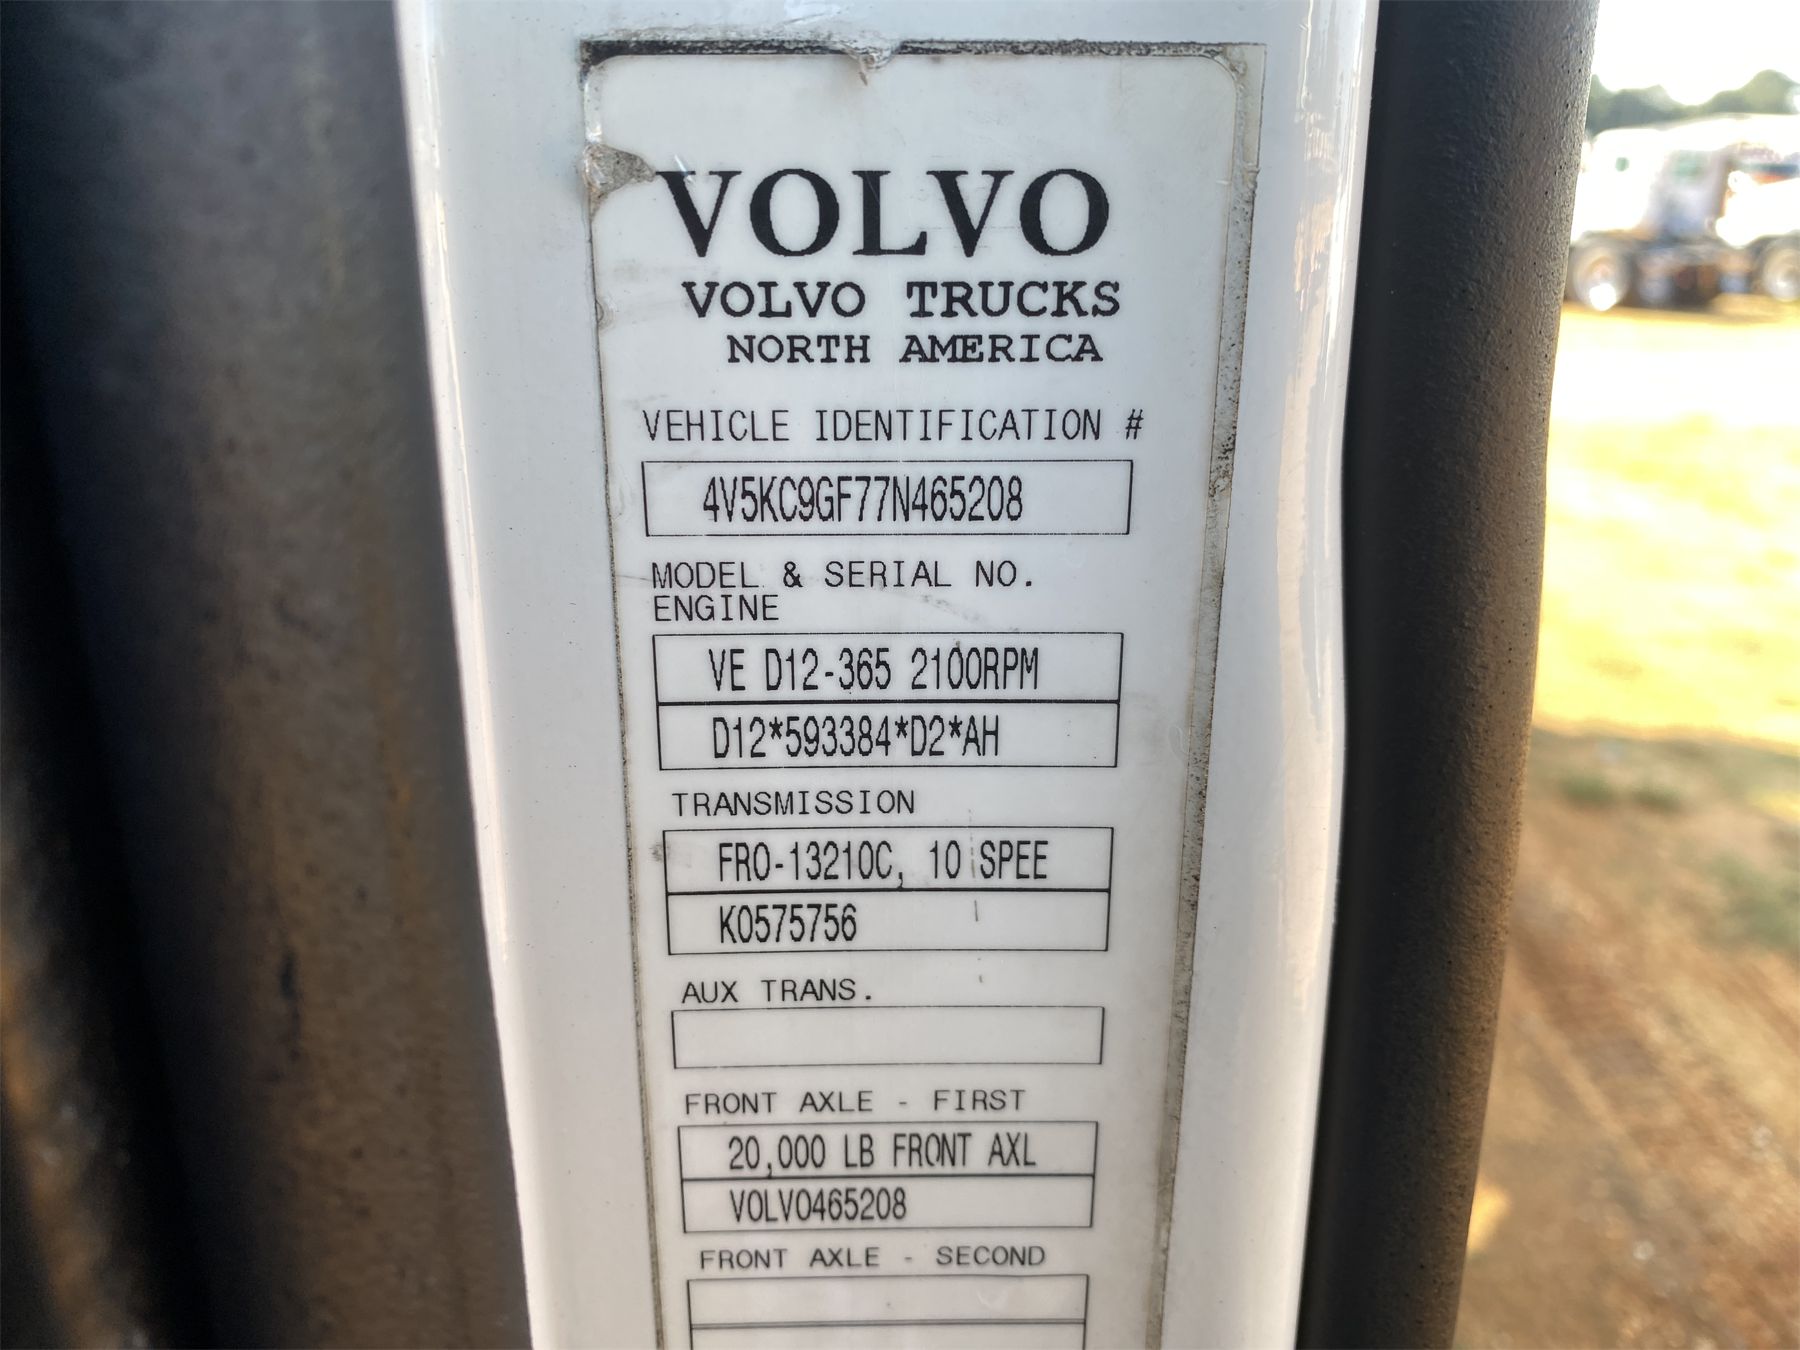 VOLVO
VOLVO TRUCKS
NORTH AMERICA
VEHICLE IDENTIFICATION #
4V5KC9GF77N465208
MODEL & SERIAL NO.
ENGINE
VE D12-365 2100RPM
D12*593384*D2*AH
TRANSMISSION
FRO-13210C, 10 SPEE
K0575756
AUX TRANS.
FRONT AXLE - FIRST
20,000 LB FRONT AXL
VOLVO465208
FRONT AXLE - SECOND